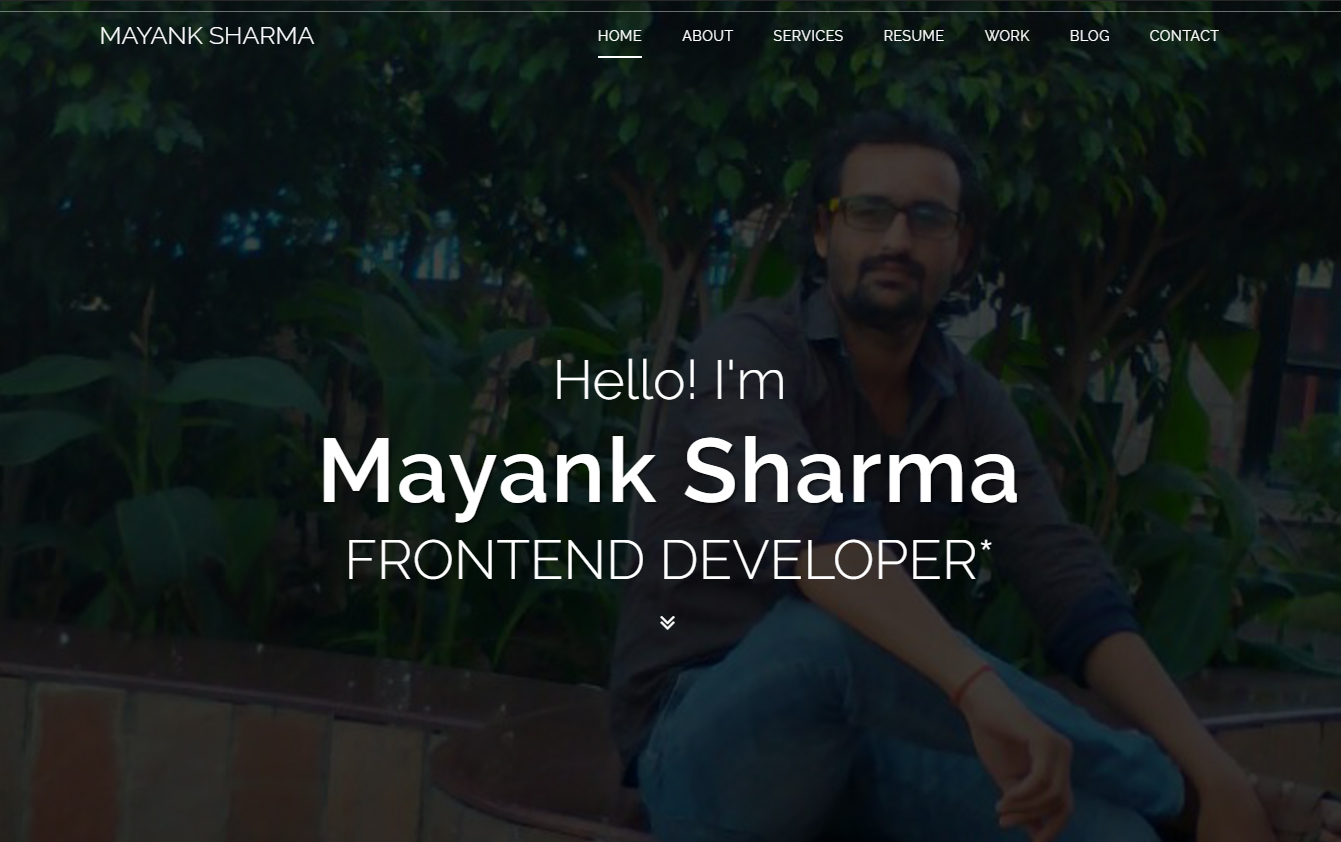 MAYANK SHARMA
HOME ABOUT SERVICES RESUME WORK BLOG CONTACT
Hello! I'm
Mayank Sharma
FRONTEND DEVELOPER*